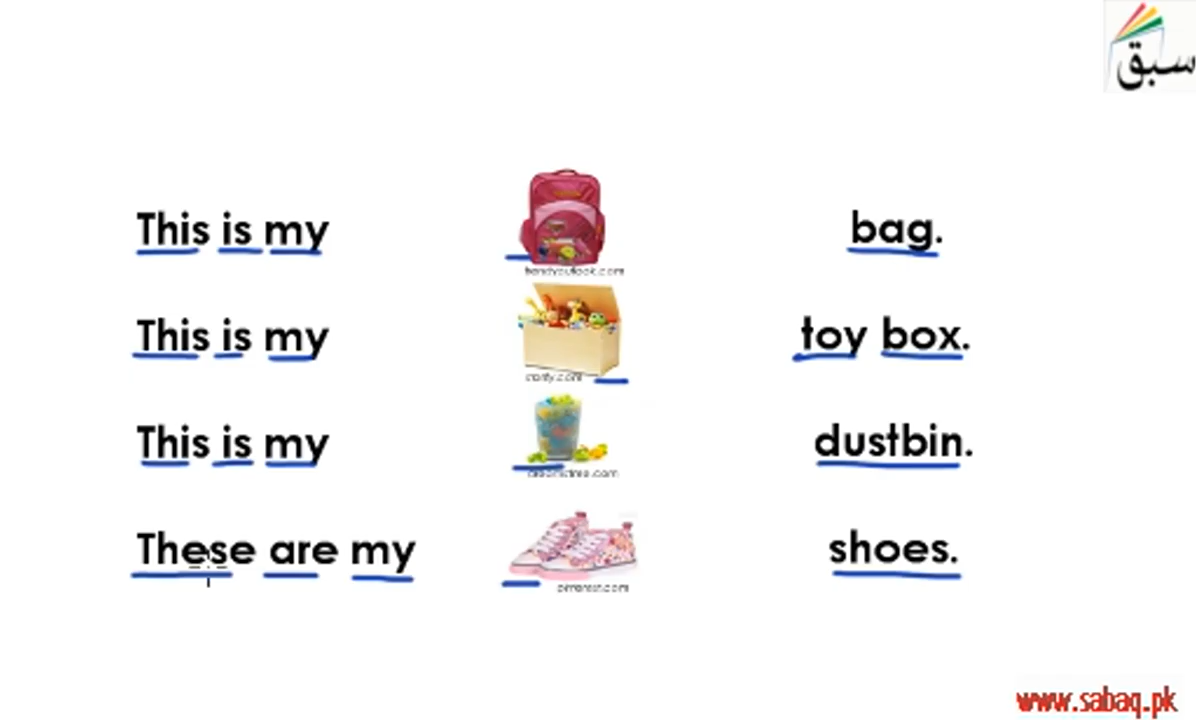 سبق
This is my bag.
This is my toy box.
This is my dustbin.
These are my shoes.
www.sabaq.pk